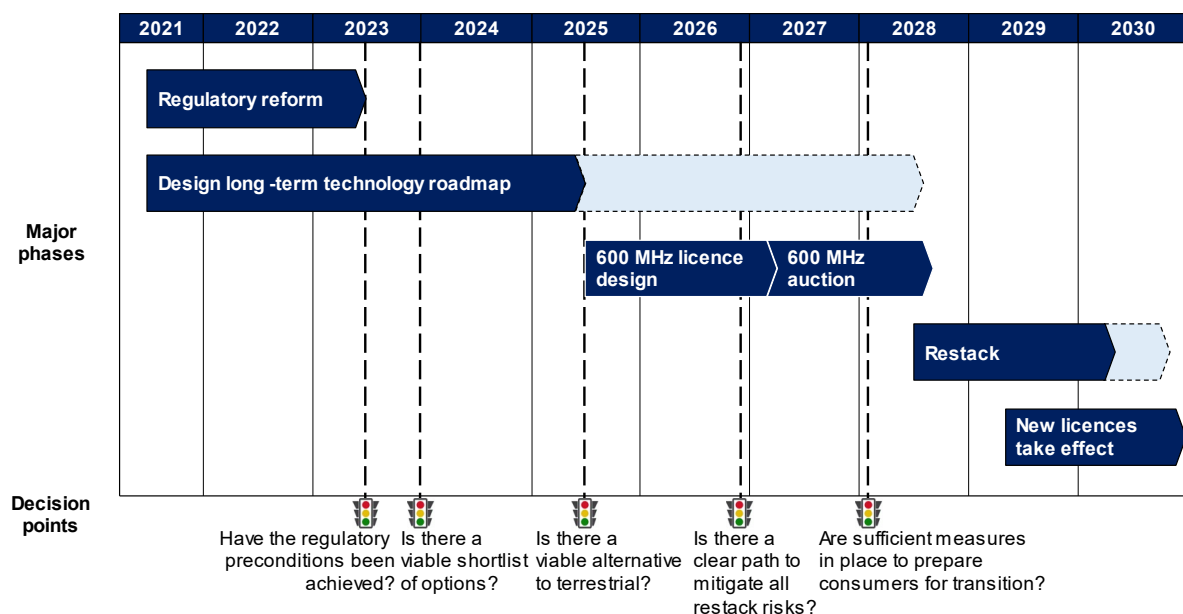 2021 2022 2023 2024 2025 2026 2027 2028 2029 2030
Regulatory reform
Design long -term technology roadmap
Major
phases
600 MHz licence
design
600 MHz
auction
Restack
New licences
take effect
Decision
points
Have the regulatory
preconditions been
achieved?
Is there a
viable shortlist
of options?
Is there a
viable alternative
to terrestrial?
Is there a
clear path to
mitigate all
restack risks?
Are sufficient measures
in place to prepare
consumers for transition?